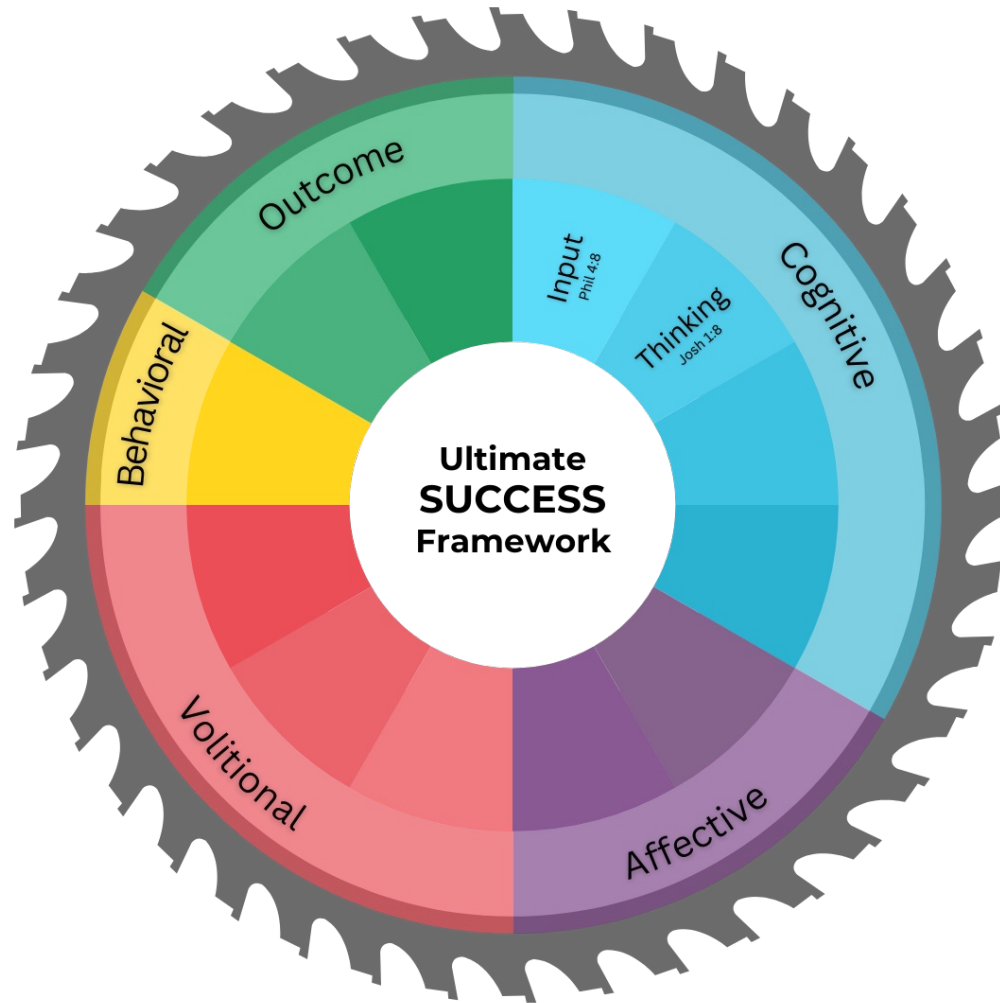 Ultimate
SUCCESS
Framework
Input
Phil 4:8
Thinking
Josh 1:8
Cognitive
Affective
Volitional
Behavioral
Outcome